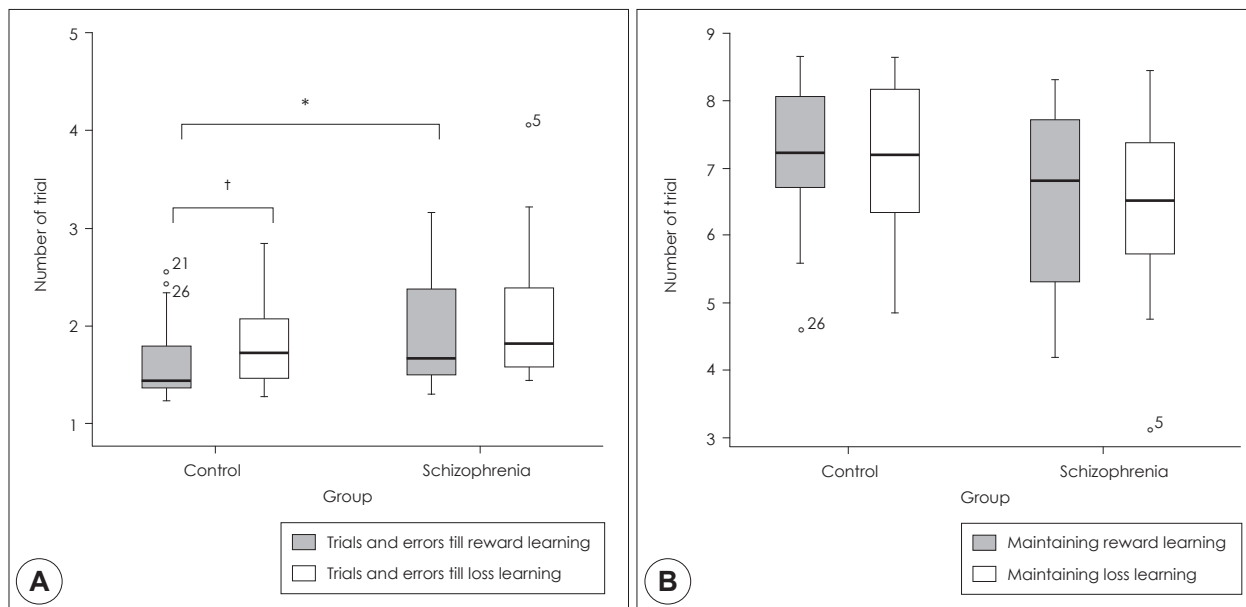 5
4
3
2
1
Number of trial
*
†
21
26
5
Control
Schizophrenia
Group
Trials and errors till reward learning
Trials and errors till loss learning
A
9
8
7
6
5
4
3
Number of trial
26
5
Control
Schizophrenia
Group
Maintaining reward learning
Maintaining loss learning
B